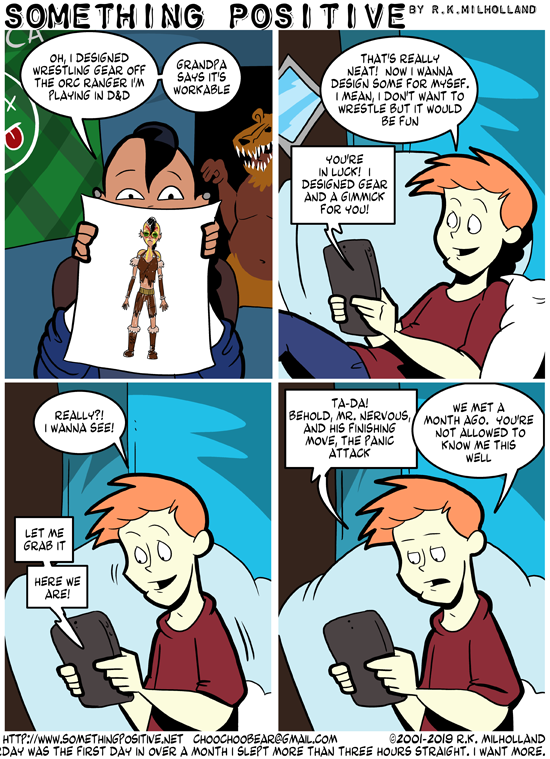 SOMETHING POSITIVE BY R.K.MILHOLLAND
CA
OH, I DESIGNED
WRESTLING GEAR OFF
THE ORC RANGER I'M
PLAYING IN D&D
GRANDPA
SAYS IT'S
WORKABLE
THAT'S REALLY
NEAT! NOW I WANNA
DESIGN SOME FOR MYSEF.
I MEAN, I DON'T WANT TO
WRESTLE BUT IT WOULD
BE FUN
YOU'RE
IN LUCK! I
DESIGNED GEAR
AND A GIMMICK
FOR YOU!
REALLY?!
I WANNA SEE!
LET ME
GRAB IT
HERE WE
ARE!
TA-DA!
BEHOLD, MR. NERVOUS,
AND HIS FINISHING
MOVE, THE PANIC
ATTACK
WE MET A
MONTH AGO. YOU'RE
NOT ALLOWED TO
KNOW ME THIS
WELL
HTTP://WWW.SOMETHINGPOSITIVE.NET CHOOCHOOBEAR@GMAIL.COM ©2001-2019 R.K. MILHOLLAND
RDAY WAS THE FIRST DAY IN OVER A MONTH I SLEPT MORE THAN THREE HOURS STRAIGHT. I WANT MORE.